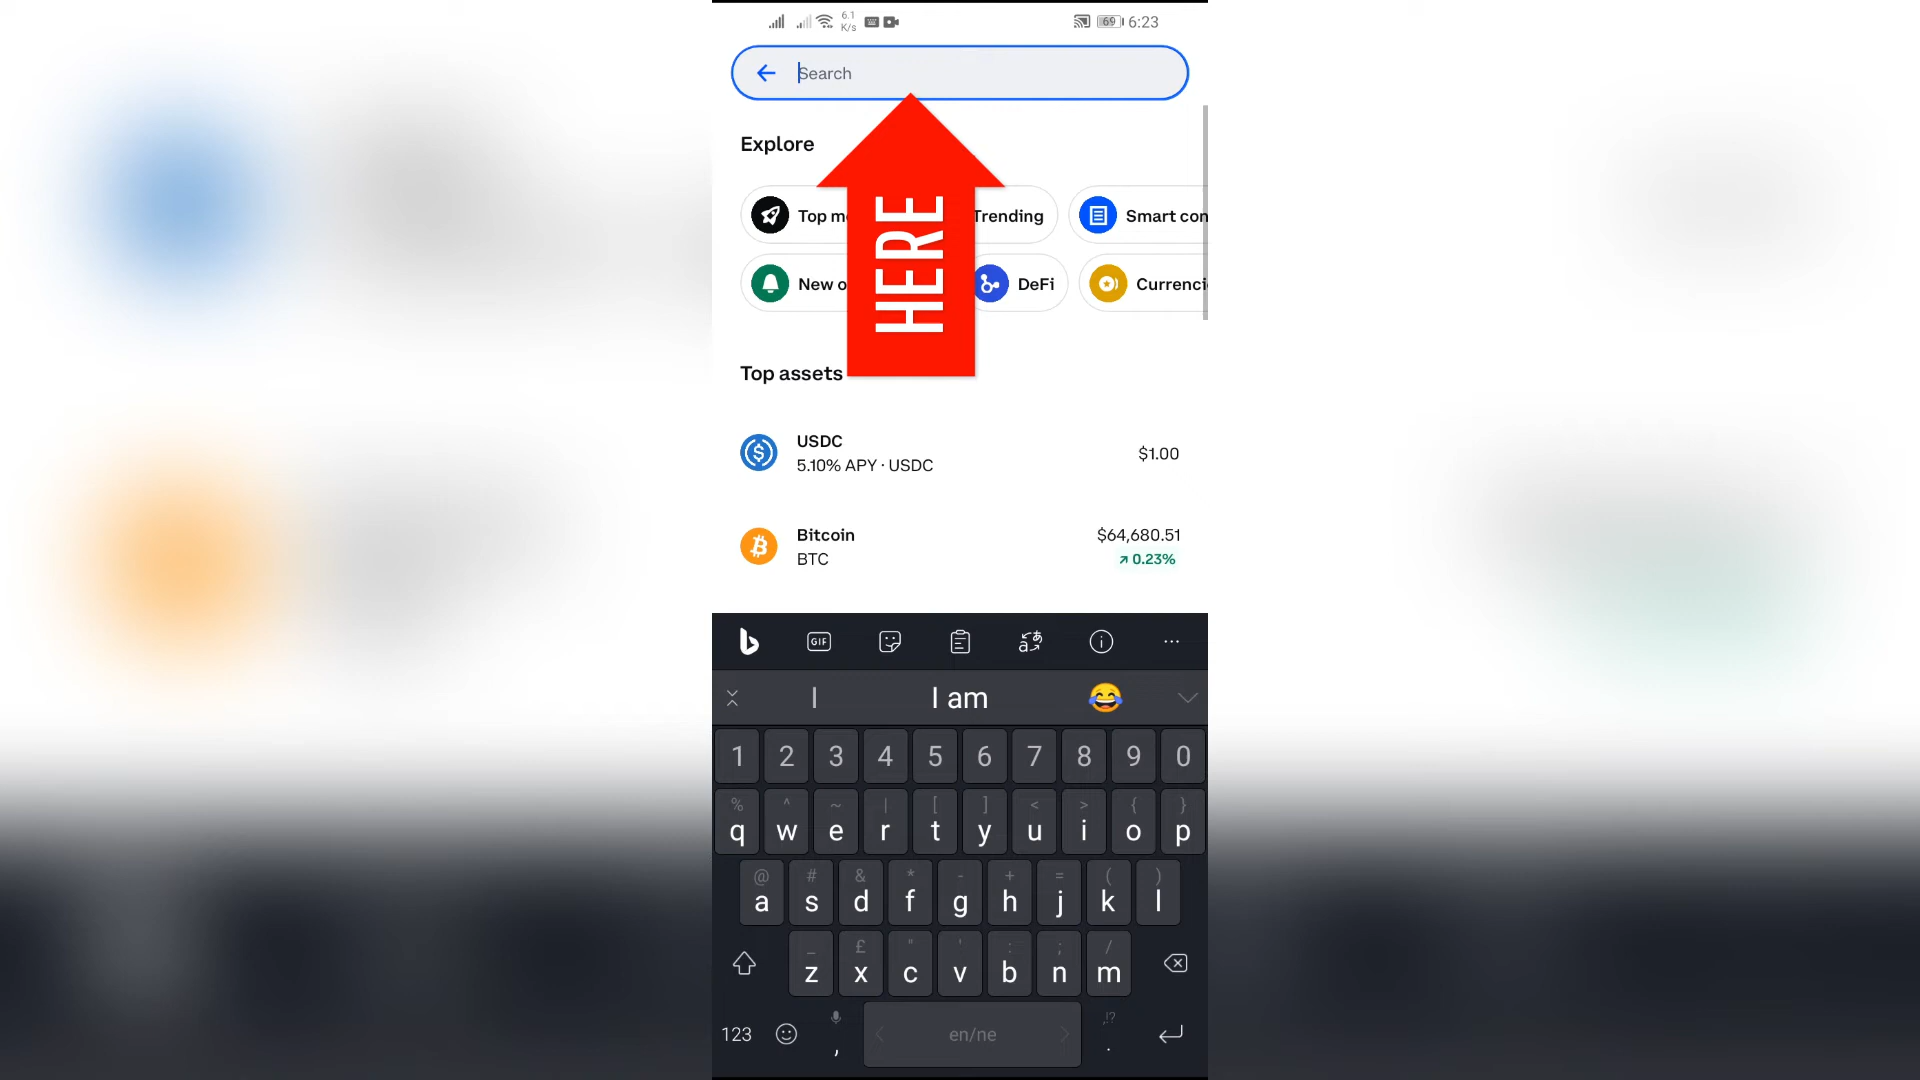 6.1
K/s
69
6:23
Search
Explore
Top m
Trending
Smart con
New o
DeFi
Currenci
HERE
Top assets
USDC
$1.00
5.10% APY · USDC
Bitcoin
$64,680.51
BTC
↗ 0.23%
GIF
I
I am
1 2 3 4 5 6 7 8 9 0
% ^ ~ | [ ] < > { }
q w e r t y u i o p
@ # & * - + = ( )
a s d f g h j k l
_ £ " ' : ; /
z x c v b n m
123
,
en/ne
,!?
.